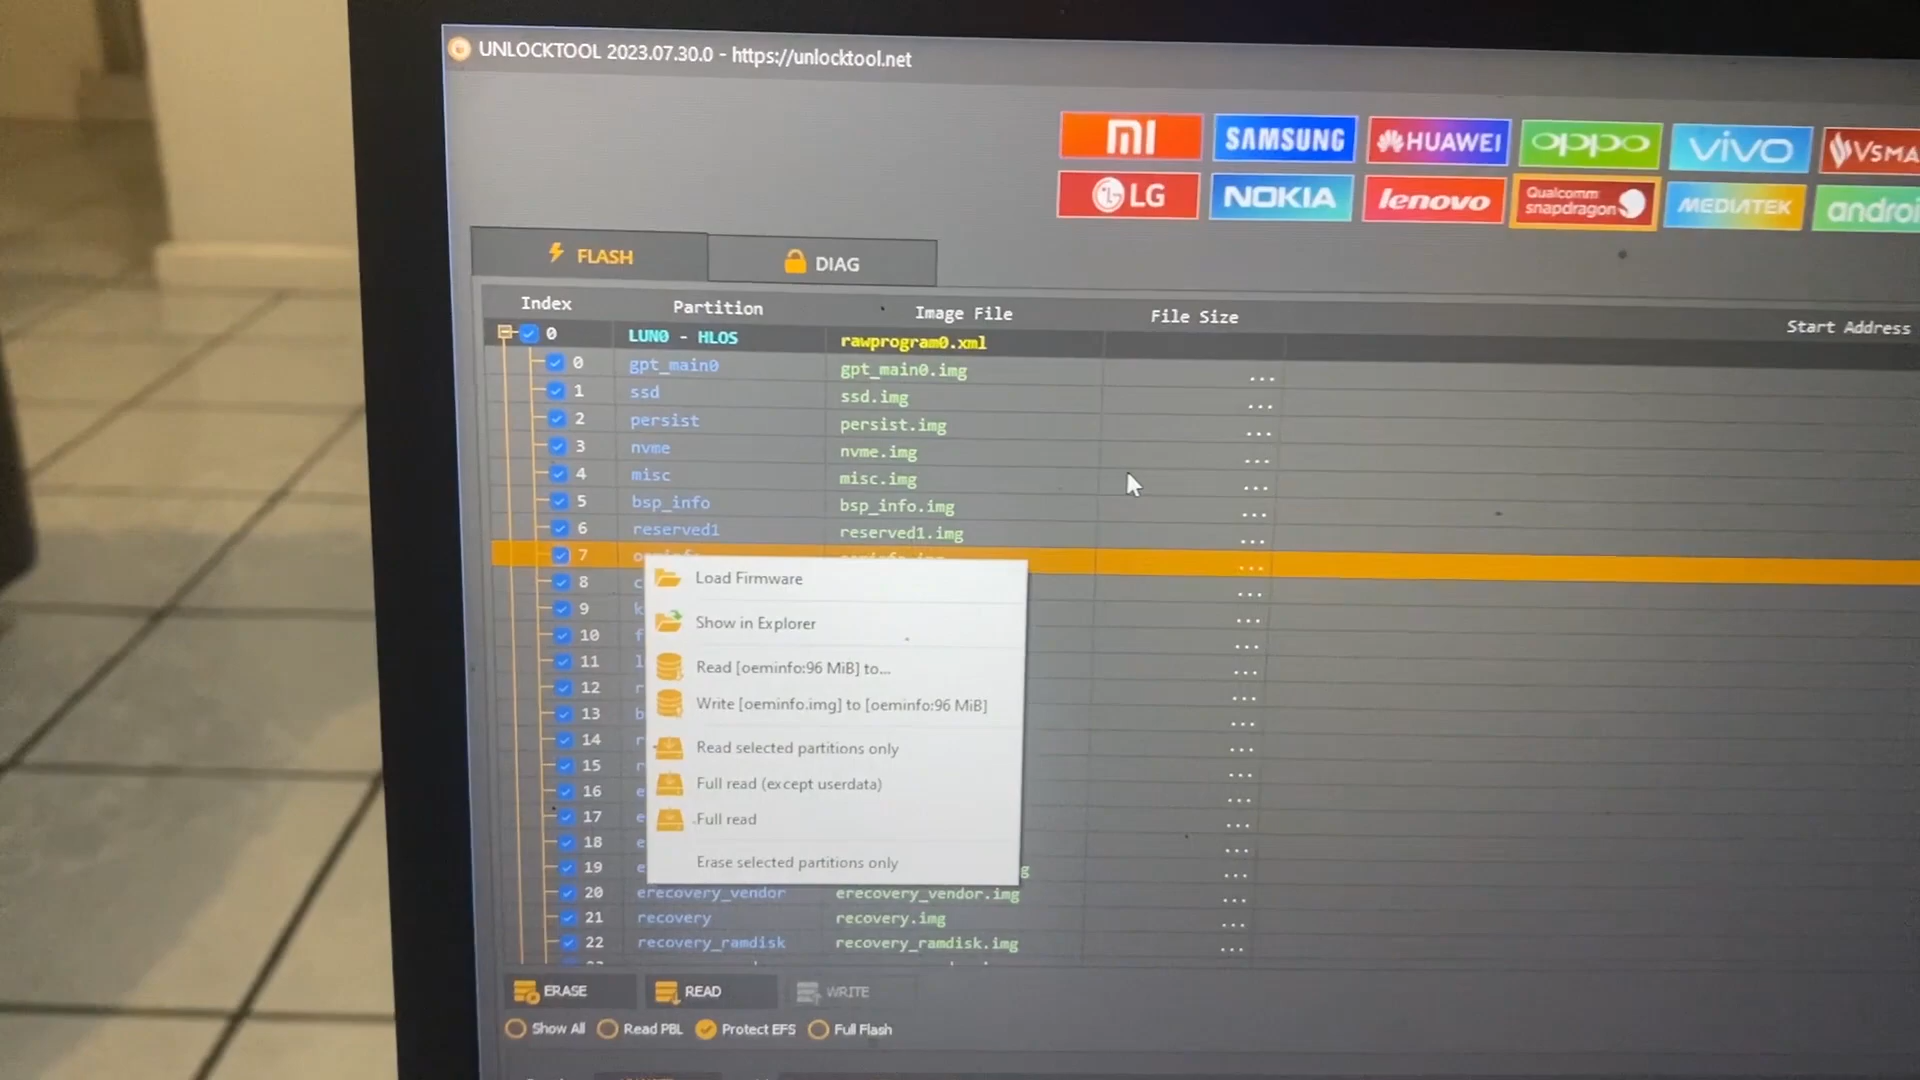 UNLOCKTOOL 2023.07.30.0 - https://unlocktool.net
MI SAMSUNG HUAWEI oppo vivo VSMA
LG NOKIA lenovo Qualcomm snapdragon MEDIATEK androi
FLASH DIAG
Index Partition Image File File Size Start Address
0 LUN0 - HLOS rawprogram0.xml
0 gpt_main0 gpt_main0.img ...
1 ssd ssd.img ...
2 persist persist.img ...
3 nvme nvme.img ...
4 misc misc.img ...
5 bsp_info bsp_info.img ...
6 reserved1 reserved1.img ...
7 ...
8 ...
9 ...
10 ...
11 ...
12 ...
13 ...
14 ...
15 ...
16 ...
17 ...
18 ...
19 ...
20 erecovery_vendor erecovery_vendor.img ...
21 recovery recovery.img ...
22 recovery_ramdisk recovery_ramdisk.img ...
Load Firmware
Show in Explorer
Read [oeminfo:96 MiB] to...
Write [oeminfo.img] to [oeminfo:96 MiB]
Read selected partitions only
Full read (except userdata)
Full read
Erase selected partitions only
ERASE READ WRITE
Show All Read PBL Protect EFS Full Flash